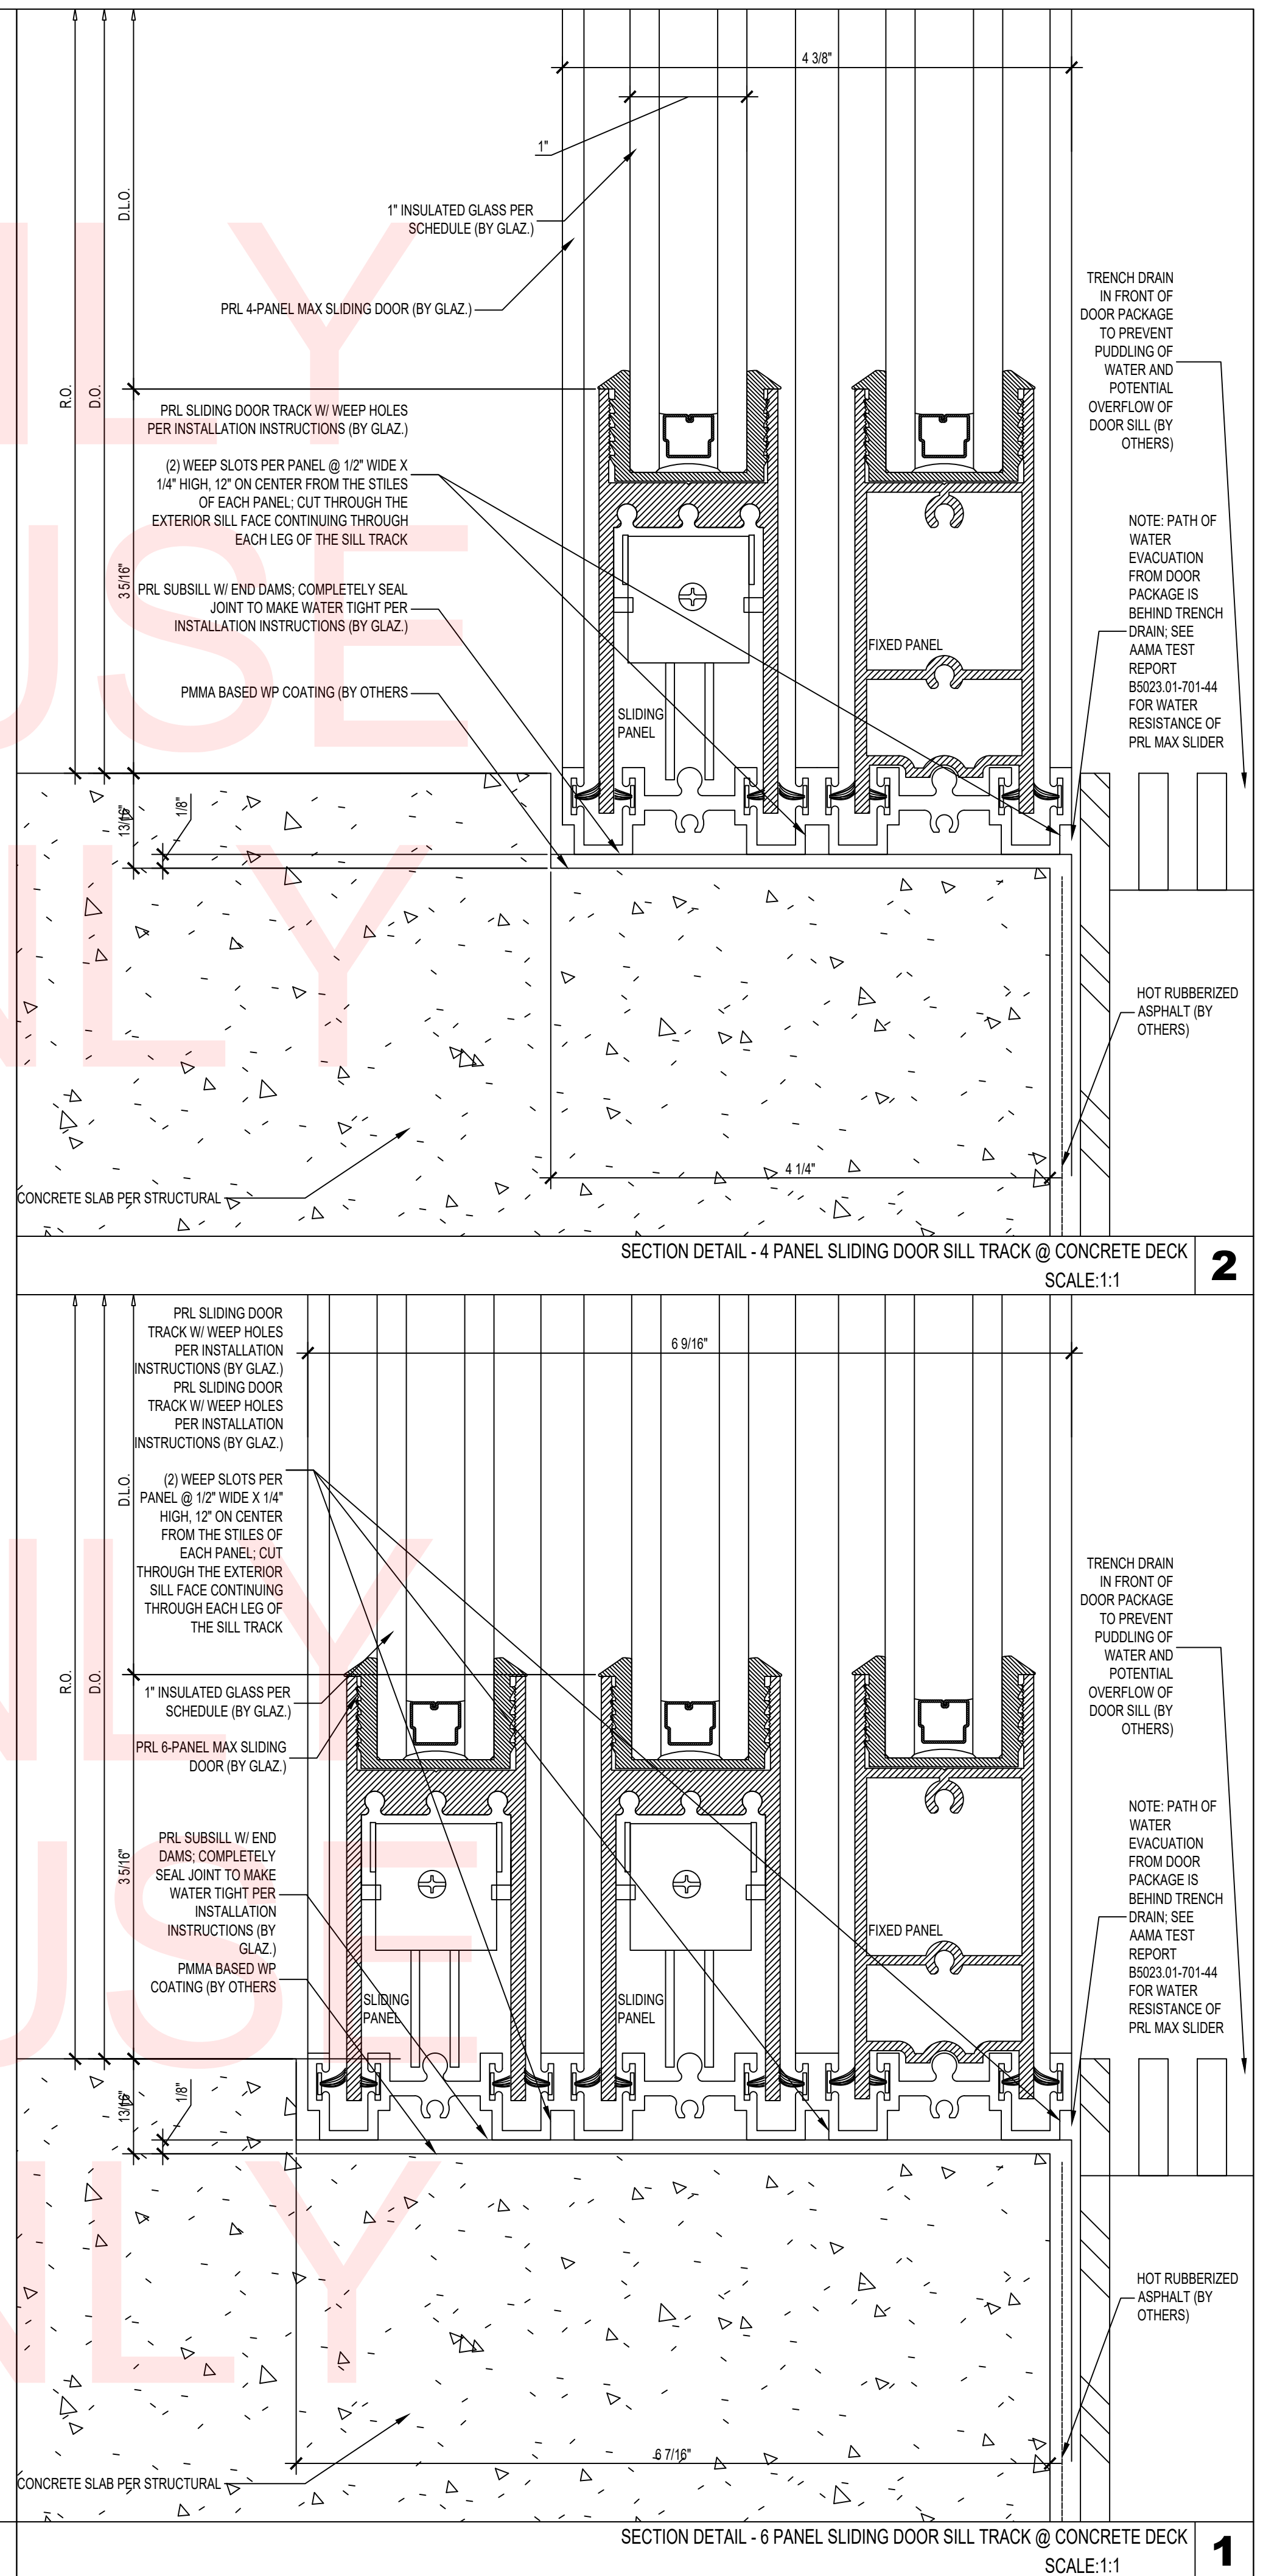 4 3/8"
1"
D.L.O.
R.O.
D.O.
1" INSULATED GLASS PER
SCHEDULE (BY GLAZ.)
PRL 4-PANEL MAX SLIDING DOOR (BY GLAZ.)
PRL SLIDING DOOR TRACK W/ WEEP HOLES
PER INSTALLATION INSTRUCTIONS (BY GLAZ.)
(2) WEEP SLOTS PER PANEL @ 1/2" WIDE X
1/4" HIGH, 12" ON CENTER FROM THE STILES
OF EACH PANEL; CUT THROUGH THE
EXTERIOR SILL FACE CONTINUING THROUGH
EACH LEG OF THE SILL TRACK
3 5/16"
PRL SUBSILL W/ END DAMS; COMPLETELY SEAL
JOINT TO MAKE WATER TIGHT PER
INSTALLATION INSTRUCTIONS (BY GLAZ.)
PMMA BASED WP COATING (BY OTHERS
SLIDING
PANEL
FIXED PANEL
TRENCH DRAIN
IN FRONT OF
DOOR PACKAGE
TO PREVENT
PUDDLING OF
WATER AND
POTENTIAL
OVERFLOW OF
DOOR SILL (BY
OTHERS)
NOTE: PATH OF
WATER
EVACUATION
FROM DOOR
PACKAGE IS
BEHIND TRENCH
DRAIN; SEE
AAMA TEST
REPORT
B5023.01-701-44
FOR WATER
RESISTANCE OF
PRL MAX SLIDER
13/16"
1/8"
HOT RUBBERIZED
ASPHALT (BY
OTHERS)
4 1/4"
CONCRETE SLAB PER STRUCTURAL
SECTION DETAIL - 4 PANEL SLIDING DOOR SILL TRACK @ CONCRETE DECK
SCALE:1:1
2
PRL SLIDING DOOR
TRACK W/ WEEP HOLES
PER INSTALLATION
INSTRUCTIONS (BY GLAZ.)
PRL SLIDING DOOR
TRACK W/ WEEP HOLES
PER INSTALLATION
INSTRUCTIONS (BY GLAZ.)
6 9/16"
D.L.O.
R.O.
D.O.
(2) WEEP SLOTS PER
PANEL @ 1/2" WIDE X 1/4"
HIGH, 12" ON CENTER
FROM THE STILES OF
EACH PANEL; CUT
THROUGH THE EXTERIOR
SILL FACE CONTINUING
THROUGH EACH LEG OF
THE SILL TRACK
1" INSULATED GLASS PER
SCHEDULE (BY GLAZ.)
PRL 6-PANEL MAX SLIDING
DOOR (BY GLAZ.)
3 5/16"
PRL SUBSILL W/ END
DAMS; COMPLETELY
SEAL JOINT TO MAKE
WATER TIGHT PER
INSTALLATION
INSTRUCTIONS (BY
GLAZ.)
PMMA BASED WP
COATING (BY OTHERS
SLIDING
PANEL
SLIDING
PANEL
FIXED PANEL
TRENCH DRAIN
IN FRONT OF
DOOR PACKAGE
TO PREVENT
PUDDLING OF
WATER AND
POTENTIAL
OVERFLOW OF
DOOR SILL (BY
OTHERS)
NOTE: PATH OF
WATER
EVACUATION
FROM DOOR
PACKAGE IS
BEHIND TRENCH
DRAIN; SEE
AAMA TEST
REPORT
B5023.01-701-44
FOR WATER
RESISTANCE OF
PRL MAX SLIDER
13/16"
1/8"
HOT RUBBERIZED
ASPHALT (BY
OTHERS)
6 7/16"
CONCRETE SLAB PER STRUCTURAL
SECTION DETAIL - 6 PANEL SLIDING DOOR SILL TRACK @ CONCRETE DECK
SCALE:1:1
1
NLY
USE
NLY
NLY
USE
NLY